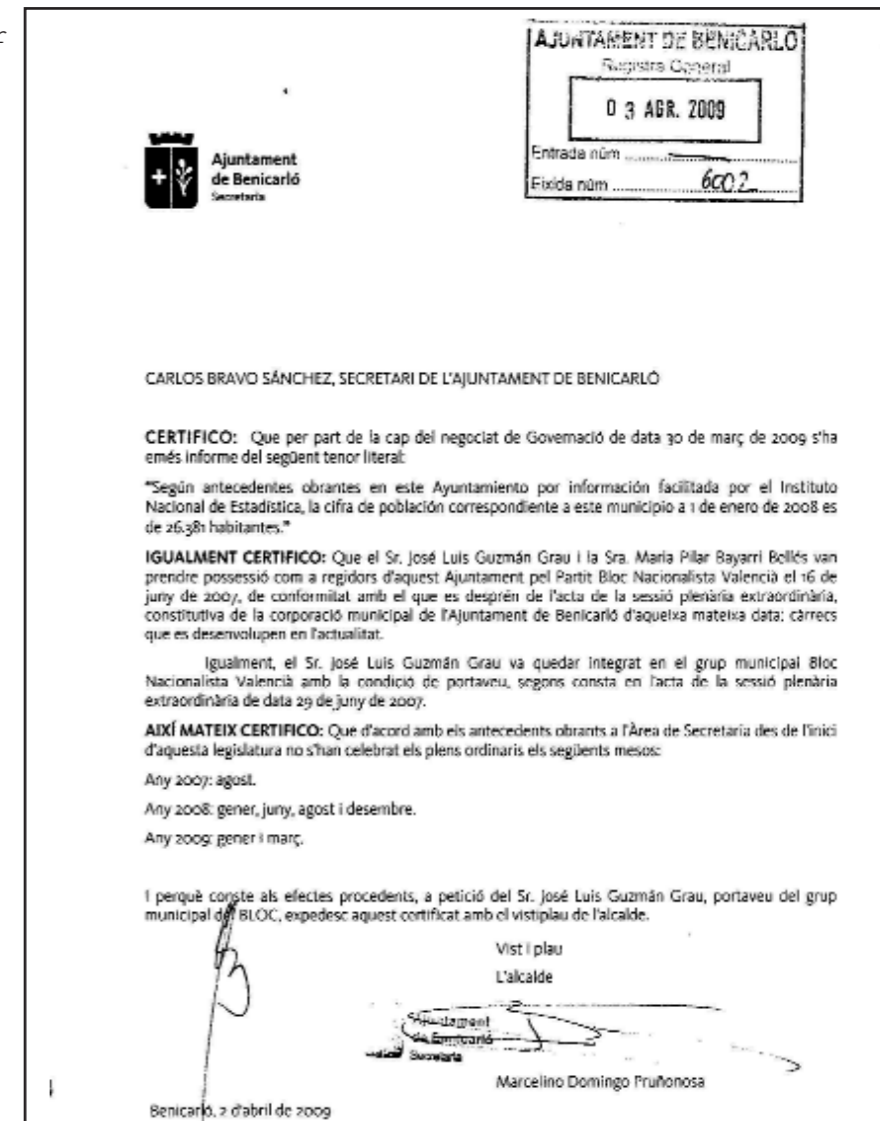 c
AJUNTAMENT DE BENICARLO
Registre General
0 3 AGR. 2009
Entrada núm
Eixida núm 6002
Ajuntament
de Benicarló
Secretaria
CARLOS BRAVO SÁNCHEZ, SECRETARI DE L'AJUNTAMENT DE BENICARLÓ
CERTIFICO: Que per part de la cap del negociat de Governació de data 30 de març de 2009 s'ha
emés informe del següent tenor literal:
"Según antecedentes obrantes en este Ayuntamiento por información facilitada por el Instituto
Nacional de Estadística, la cifra de población correspondiente a este municipio a 1 de enero de 2008 es
de 26.381 habitantes."
IGUALMENT CERTIFICO: Que el Sr. José Luis Guzmán Grau i la Sra. Maria Pilar Bayarri Bellés van
prendre possessió com a regidors d'aquest Ajuntament pel Partit Bloc Nacionalista Valencià el 16 de
juny de 2007, de conformitat amb el que es desprén de l'acta de la sessió plenària extraordinària,
constitutiva de la corporació municipal de l'Ajuntament de Benicarló d'aqueixa mateixa data; càrrecs
que es desenvolupen en l'actualitat.
Igualment, el Sr. José Luis Guzmán Grau va quedar integrat en el grup municipal Bloc
Nacionalista Valencià amb la condició de portaveu, segons consta en l'acta de la sessió plenària
extraordinària de data 29 de juny de 2007.
AIXÍ MATEIX CERTIFICO: Que d'acord amb els antecedents obrants a l'Àrea de Secretaria des de l'inici
d'aquesta legislatura no s'han celebrat els plens ordinaris els següents mesos:
Any 2007: agost.
Any 2008: gener, juny, agost i desembre.
Any 2009: gener i març.
I perquè conste als efectes procedents, a petició del Sr. José Luis Guzmán Grau, portaveu del grup
municipal del BLOC, expedesc aquest certificat amb el vistiplau de l'alcalde.
Vist i plau
L'alcalde
Ajuntament
de Benicarló
Secretaria
Marcelino Domingo Pruñonosa
Benicarló, 2 d'abril de 2009